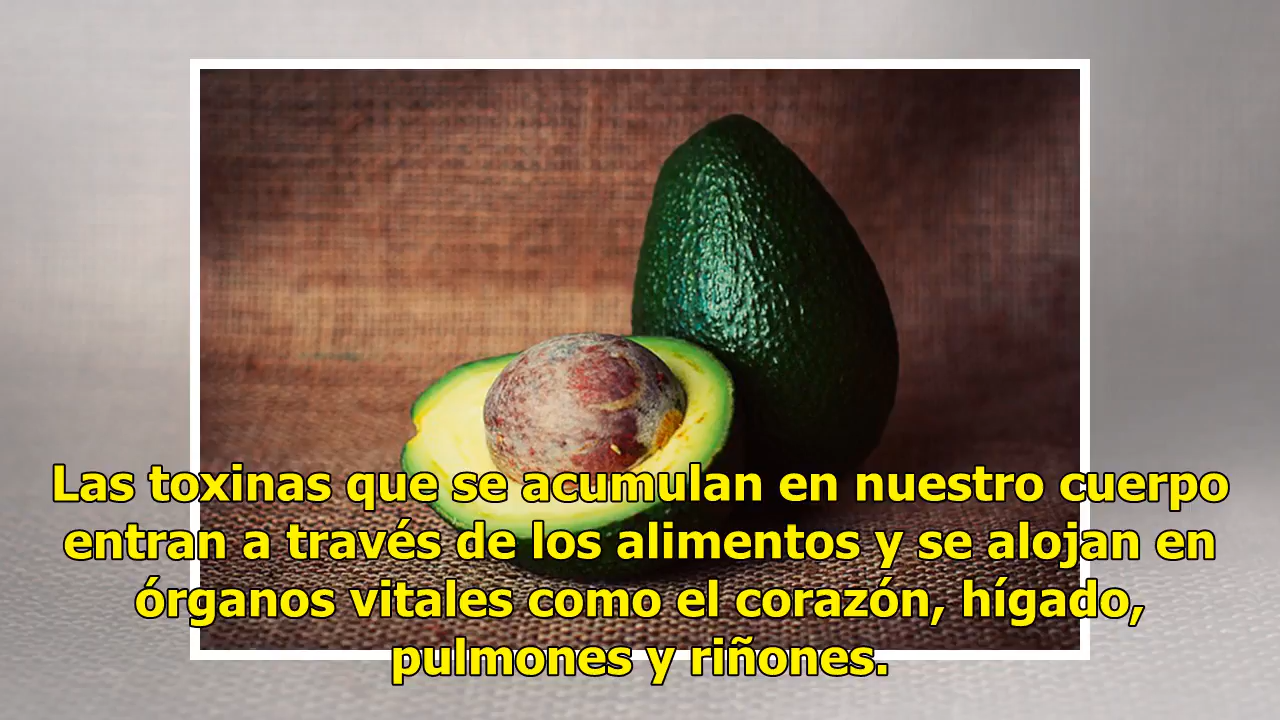 Las toxinas que se acumulan en nuestro cuerpo
entran a través de los alimentos y se alojan en
órganos vitales como el corazón, hígado,
pulmones y riñones.